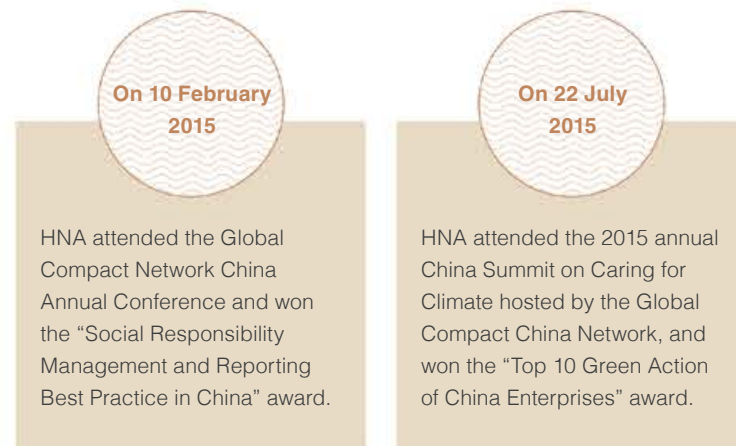 On 10 February
2015
HNA attended the Global
Compact Network China
Annual Conference and won
the “Social Responsibility
Management and Reporting
Best Practice in China” award.
On 22 July
2015
HNA attended the 2015 annual
China Summit on Caring for
Climate hosted by the Global
Compact China Network, and
won the “Top 10 Green Action
of China Enterprises” award.